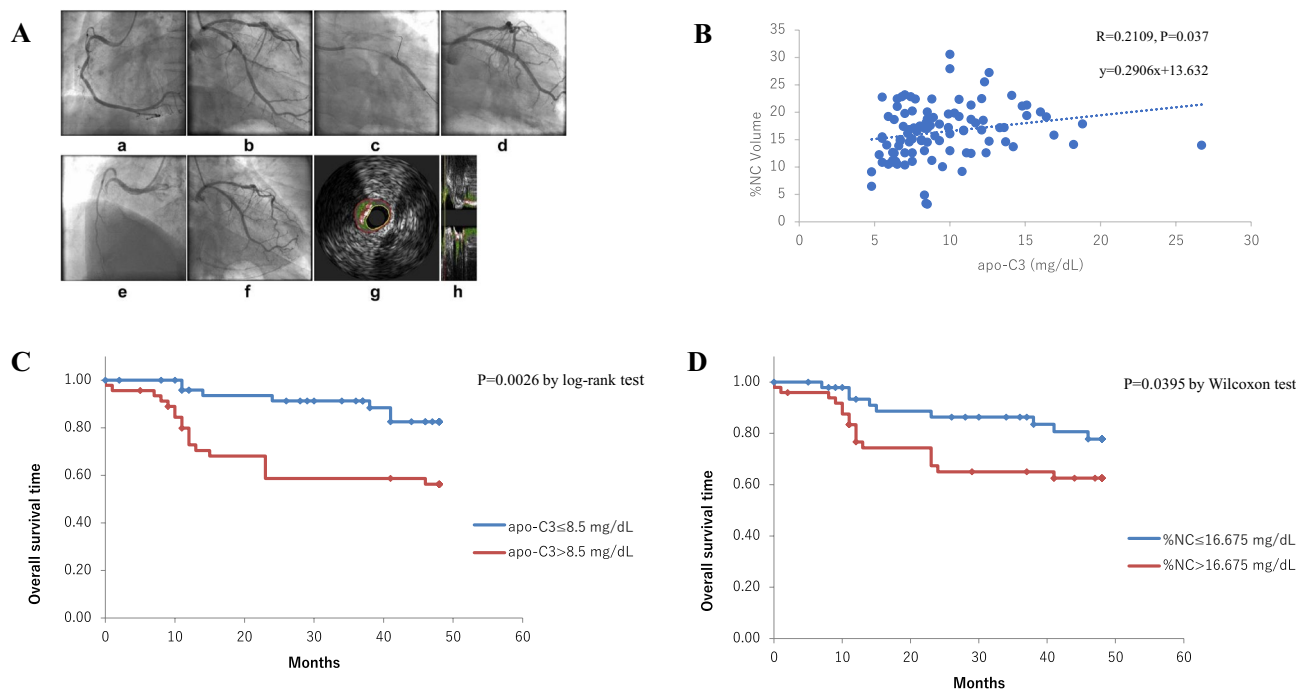 A
a
b
c
d
e
f
g
h
B
R=0.2109, P=0.037
y=0.2906x+13.632
%NC Volume
35
30
25
20
15
10
5
0
0
5
10
15
20
25
30
apo-C3 (mg/dL)
C
P=0.0026 by log-rank test
Overall survival time
1.00
0.80
0.60
0.40
0.20
0.00
apo-C3≤8.5 mg/dL
apo-C3>8.5 mg/dL
0
10
20
30
40
50
60
Months
D
P=0.0395 by Wilcoxon test
Overall survival time
1.00
0.80
0.60
0.40
0.20
0.00
%NC≤16.675 mg/dL
%NC>16.675 mg/dL
0
10
20
30
40
50
60
Months